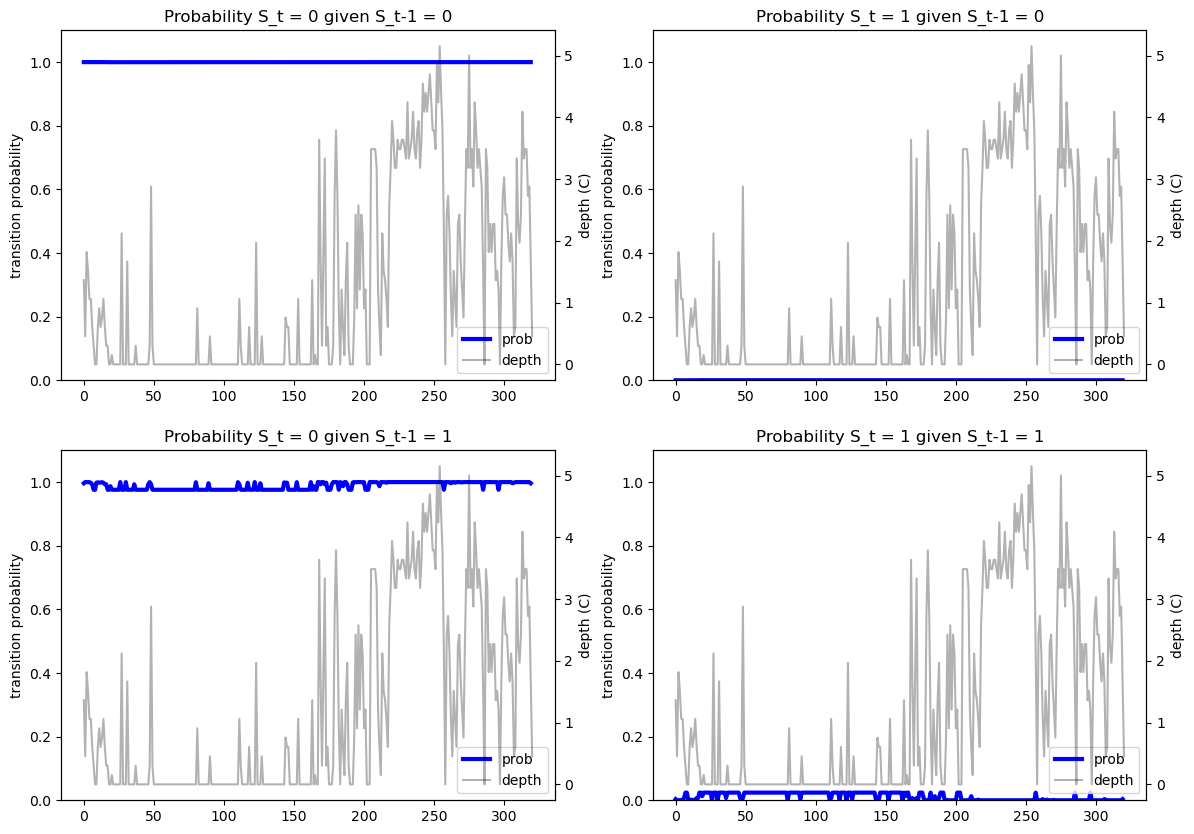 Probability S_t = 0 given S_t-1 = 0
1.0
0.8
0.6
0.4
0.2
0.0
transition probability
5
4
3
2
1
0
depth (C)
prob
depth
0 50 100 150 200 250 300
Probability S_t = 1 given S_t-1 = 0
1.0
0.8
0.6
0.4
0.2
0.0
transition probability
5
4
3
2
1
0
depth (C)
prob
depth
0 50 100 150 200 250 300
Probability S_t = 0 given S_t-1 = 1
1.0
0.8
0.6
0.4
0.2
0.0
transition probability
5
4
3
2
1
0
depth (C)
prob
depth
0 50 100 150 200 250 300
Probability S_t = 1 given S_t-1 = 1
1.0
0.8
0.6
0.4
0.2
0.0
transition probability
5
4
3
2
1
0
depth (C)
prob
depth
0 50 100 150 200 250 300